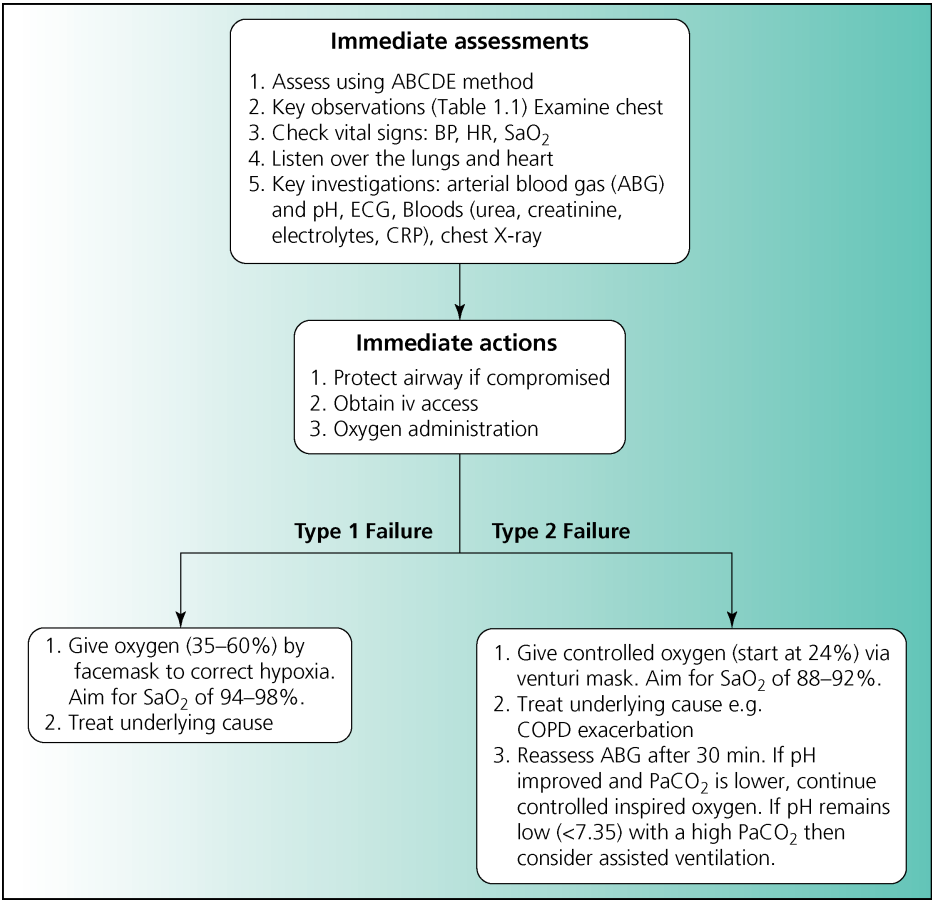 Immediate assessments
1. Assess using ABCDE method
2. Key observations (Table 1.1) Examine chest
3. Check vital signs: BP, HR, SaO₂
4. Listen over the lungs and heart
5. Key investigations: arterial blood gas (ABG)
and pH, ECG, Bloods (urea, creatinine,
electrolytes, CRP), chest X-ray
Immediate actions
1. Protect airway if compromised
2. Obtain iv access
3. Oxygen administration
Type 1 Failure
Type 2 Failure
1. Give oxygen (35–60%) by
facemask to correct hypoxia.
Aim for SaO₂ of 94–98%.
2. Treat underlying cause
1. Give controlled oxygen (start at 24%) via
venturi mask. Aim for SaO₂ of 88–92%.
2. Treat underlying cause e.g.
COPD exacerbation
3. Reassess ABG after 30 min. If pH
improved and PaCO₂ is lower, continue
controlled inspired oxygen. If pH remains
low (<7.35) with a high PaCO₂ then
consider assisted ventilation.